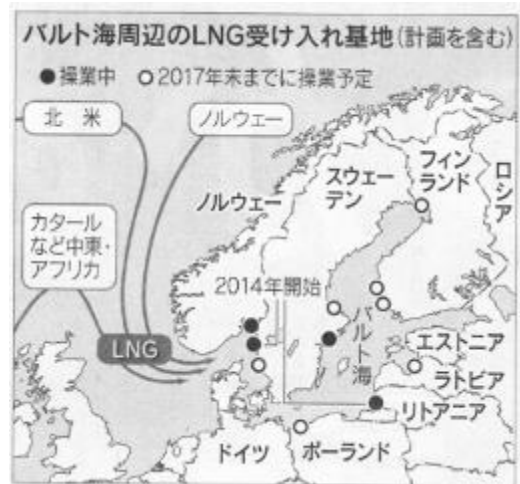 バルト海周辺のLNG受け入れ基地(計画を含む)
●操業中 ○2017年末までに操業予定
北米
ノルウェー
カタール
など中東・
アフリカ
LNG
ノルウェー
スウェー
デン
フィン
ランド
ロシア
2014年開始
バルト海
エストニア
ラトビア
リトアニア
ドイツ
ポーランド